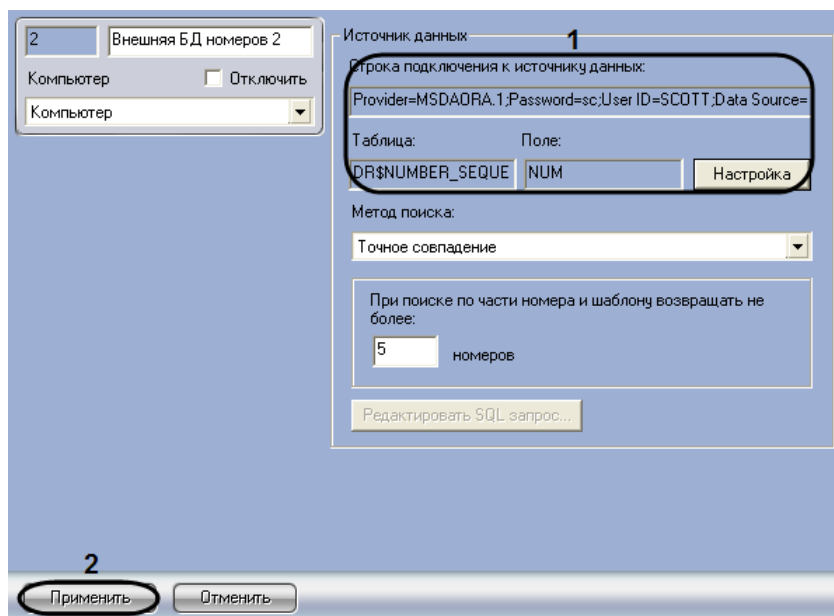 2 Внешняя БД номеров 2
Компьютер Отключить
Компьютер
Источник данных
1
Строка подключения к источнику данных:
Provider=MSDAORA.1;Password=sc;User ID=SCOTT;Data Source=
Таблица: Поле:
DR$NUMBER_SEQUE NUM Настройка
Метод поиска:
Точное совпадение
При поиске по части номера и шаблону возвращать не
более:
5 номеров
Редактировать SQL запрос...
2
Применить Отменить